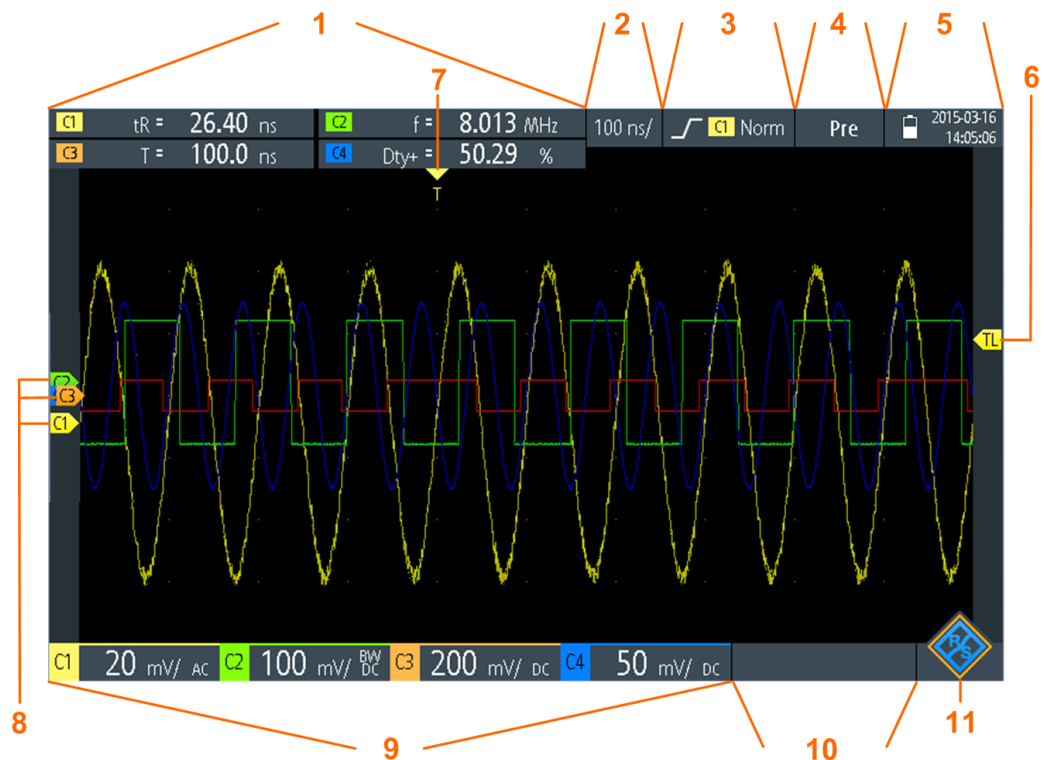 1 2 3 4 5
7 6
C1 tR = 26.40 ns C2 f = 8.013 MHz 100 ns/ C1 Norm Pre 2015-03-16
C3 T = 100.0 ns C4 Dty+ = 50.29 % 14:05:06
T
TL
C2
C3
C1
C1 20 mV/ AC C2 100 mV/ BW DC C3 200 mV/ DC C4 50 mV/ DC R&S
8 9 10 11